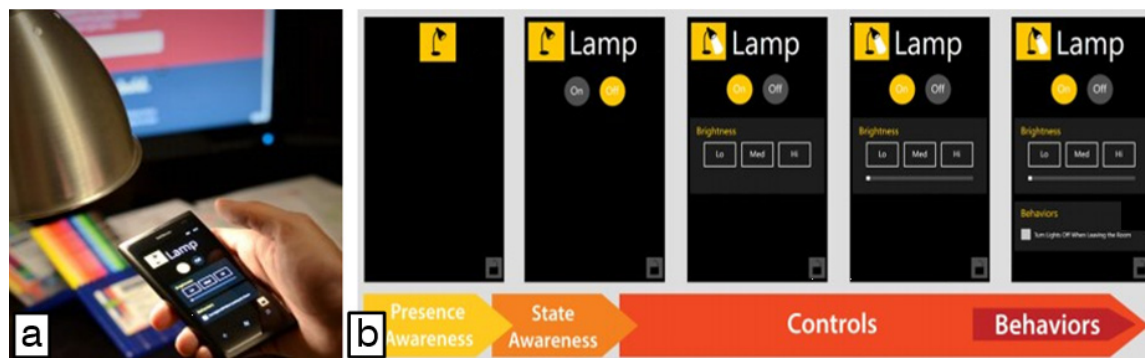 Lamp
a
b
Lamp
On Off
Lamp
On Off
Brightness
Lo Med Hi
Lamp
On Off
Brightness
Lo Med Hi
Lamp
On Off
Brightness
Lo Med Hi
Behaviors
Turn Lights Off When Leaving the Room
Presence
Awareness
State
Awareness
Controls
Behaviors